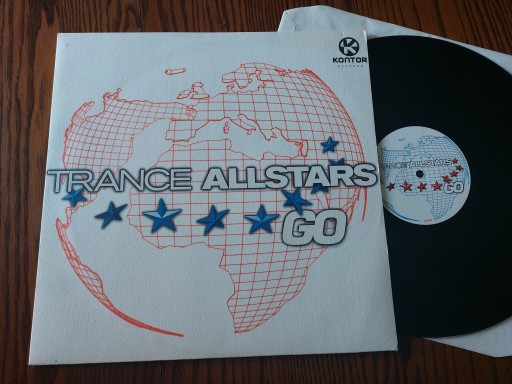 K
KONTOR
RECORDS
TRANCE ALLSTARS
GO
TRANCE ALLSTARS
GO